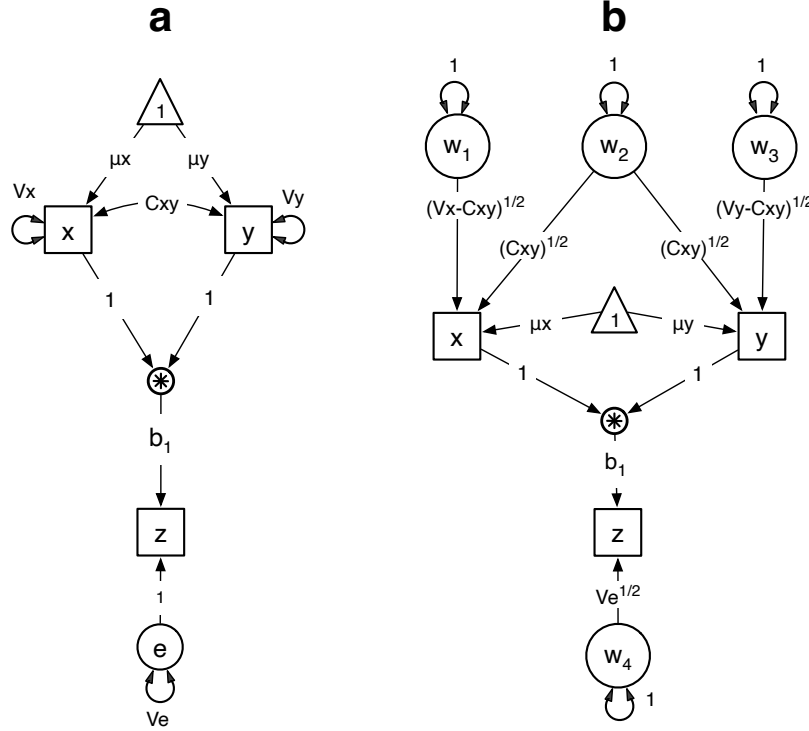 a
1
μx μy
Vx Cxy Vy
x y
1 1
✳
b₁
z
1
e
Ve
b
1 1 1
w₁ w₂ w₃
(Vx-Cxy)¹/² (Cxy)¹/² (Cxy)¹/² (Vy-Cxy)¹/²
x μx 1 μy y
1 1
✳
b₁
z
Ve¹/²
w₄
1